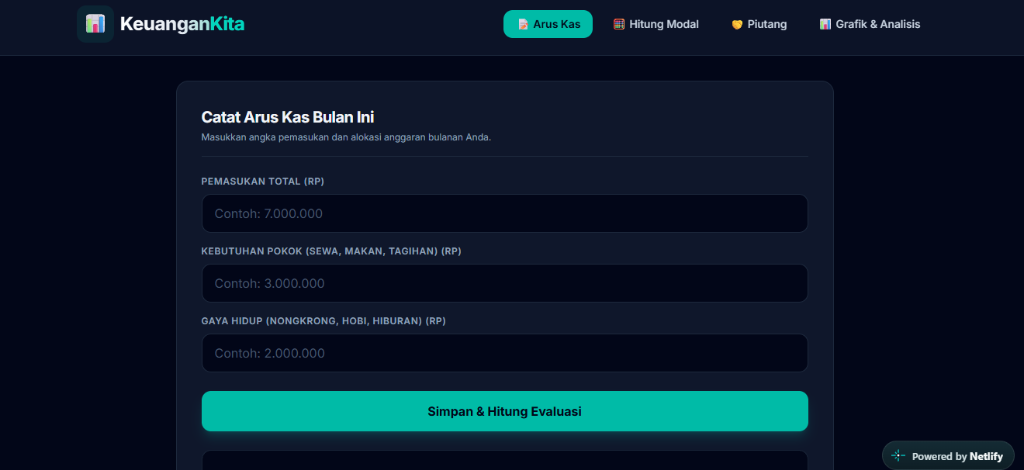 KeuanganKita
Arus Kas
Hitung Modal
Piutang
Grafik & Analisis
Catat Arus Kas Bulan Ini
Masukkan angka pemasukan dan alokasi anggaran bulanan Anda.
PEMASUKAN TOTAL (RP)
Contoh: 7.000.000
KEBUTUHAN POKOK (SEWA, MAKAN, TAGIHAN) (RP)
Contoh: 3.000.000
GAYA HIDUP (NONGKRONG, HOBI, HIBURAN) (RP)
Contoh: 2.000.000
Simpan & Hitung Evaluasi
Powered by Netlify